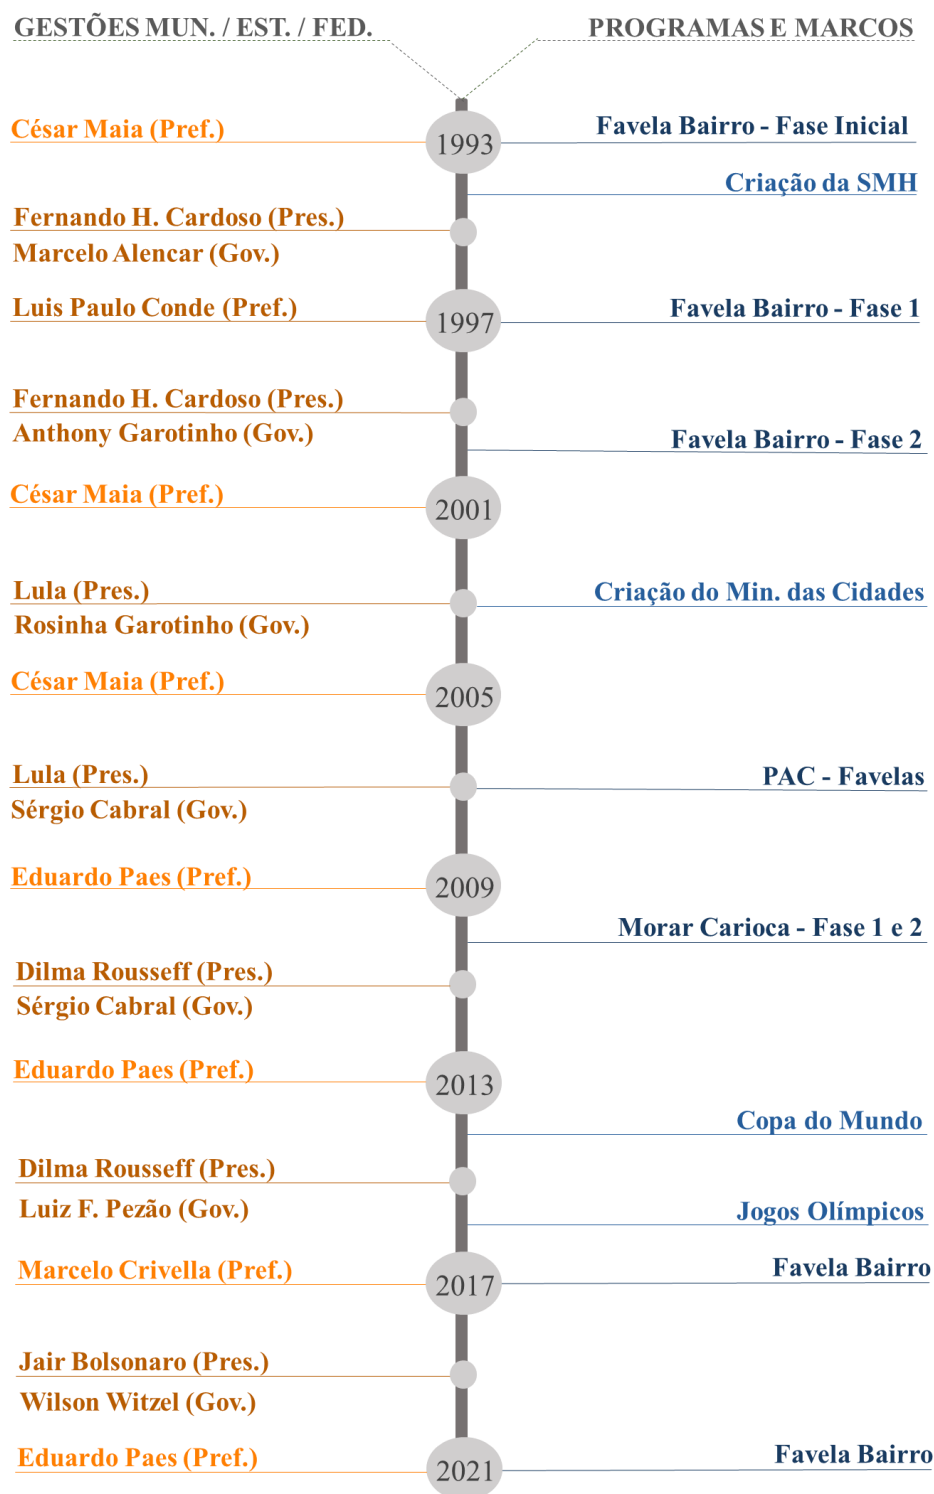 GESTÕES MUN. / EST. / FED.
PROGRAMAS E MARCOS
César Maia (Pref.)
1993
Favela Bairro - Fase Inicial
Criação da SMH
Fernando H. Cardoso (Pres.)
Marcelo Alencar (Gov.)
Luis Paulo Conde (Pref.)
1997
Favela Bairro - Fase 1
Fernando H. Cardoso (Pres.)
Anthony Garotinho (Gov.)
Favela Bairro - Fase 2
César Maia (Pref.)
2001
Lula (Pres.)
Rosinha Garotinho (Gov.)
Criação do Min. das Cidades
César Maia (Pref.)
2005
Lula (Pres.)
Sérgio Cabral (Gov.)
PAC - Favelas
Eduardo Paes (Pref.)
2009
Morar Carioca - Fase 1 e 2
Dilma Rousseff (Pres.)
Sérgio Cabral (Gov.)
Eduardo Paes (Pref.)
2013
Copa do Mundo
Dilma Rousseff (Pres.)
Luiz F. Pezão (Gov.)
Jogos Olímpicos
Marcelo Crivella (Pref.)
2017
Favela Bairro
Jair Bolsonaro (Pres.)
Wilson Witzel (Gov.)
Eduardo Paes (Pref.)
2021
Favela Bairro